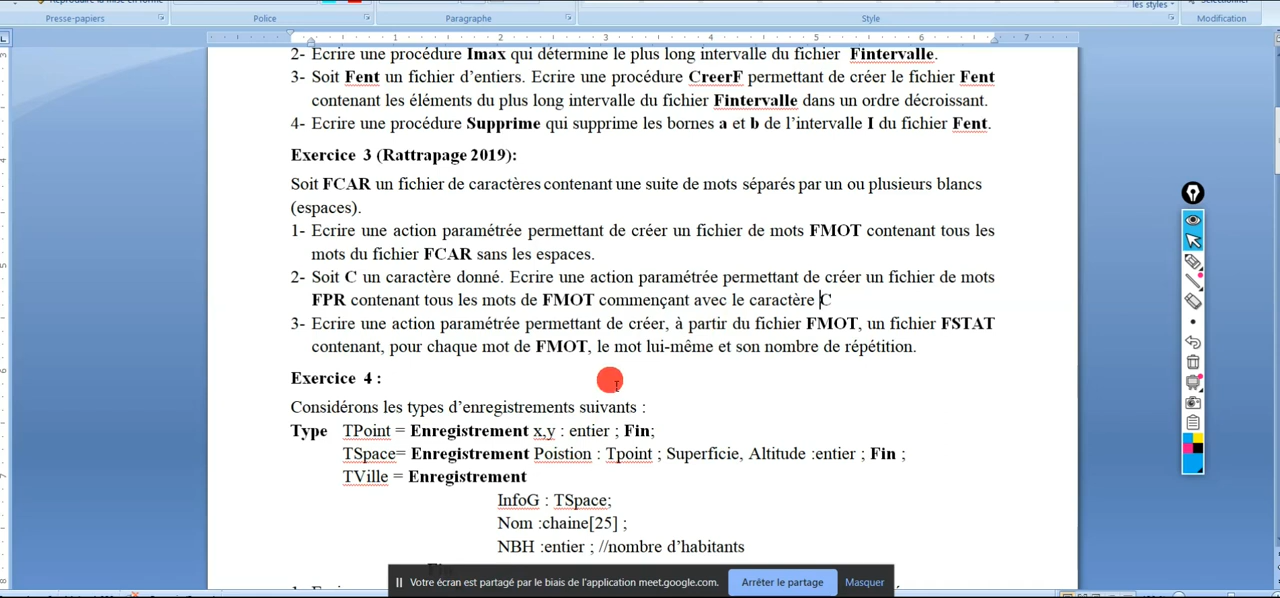 Presse-papiers
Police
Paragraphe
Style
les styles
Modification
3 4 5 6 7
2- Ecrire une procédure Imax qui détermine le plus long intervalle du fichier Fintervalle.
3- Soit Fent un fichier d’entiers. Ecrire une procédure CreerF permettant de créer le fichier Fent
contenant les éléments du plus long intervalle du fichier Fintervalle dans un ordre décroissant.
4- Ecrire une procédure Supprime qui supprime les bornes a et b de l’intervalle I du fichier Fent.
Exercice 3 (Rattrapage 2019):
Soit FCAR un fichier de caractères contenant une suite de mots séparés par un ou plusieurs blancs
(espaces).
1- Ecrire une action paramétrée permettant de créer un fichier de mots FMOT contenant tous les
mots du fichier FCAR sans les espaces.
2- Soit C un caractère donné. Ecrire une action paramétrée permettant de créer un fichier de mots
FPR contenant tous les mots de FMOT commençant avec le caractère C
3- Ecrire une action paramétrée permettant de créer, à partir du fichier FMOT, un fichier FSTAT
contenant, pour chaque mot de FMOT, le mot lui-même et son nombre de répétition.
Exercice 4 :
Considérons les types d’enregistrements suivants :
Type TPoint = Enregistrement x,y : entier ; Fin;
TSpace= Enregistrement Poistion : Tpoint ; Superficie, Altitude :entier ; Fin ;
TVille = Enregistrement
InfoG : TSpace;
Nom :chaine[25] ;
NBH :entier ; //nombre d’habitants
Votre écran est partagé par le biais de l'application meet.google.com.
Arrêter le partage
Masquer